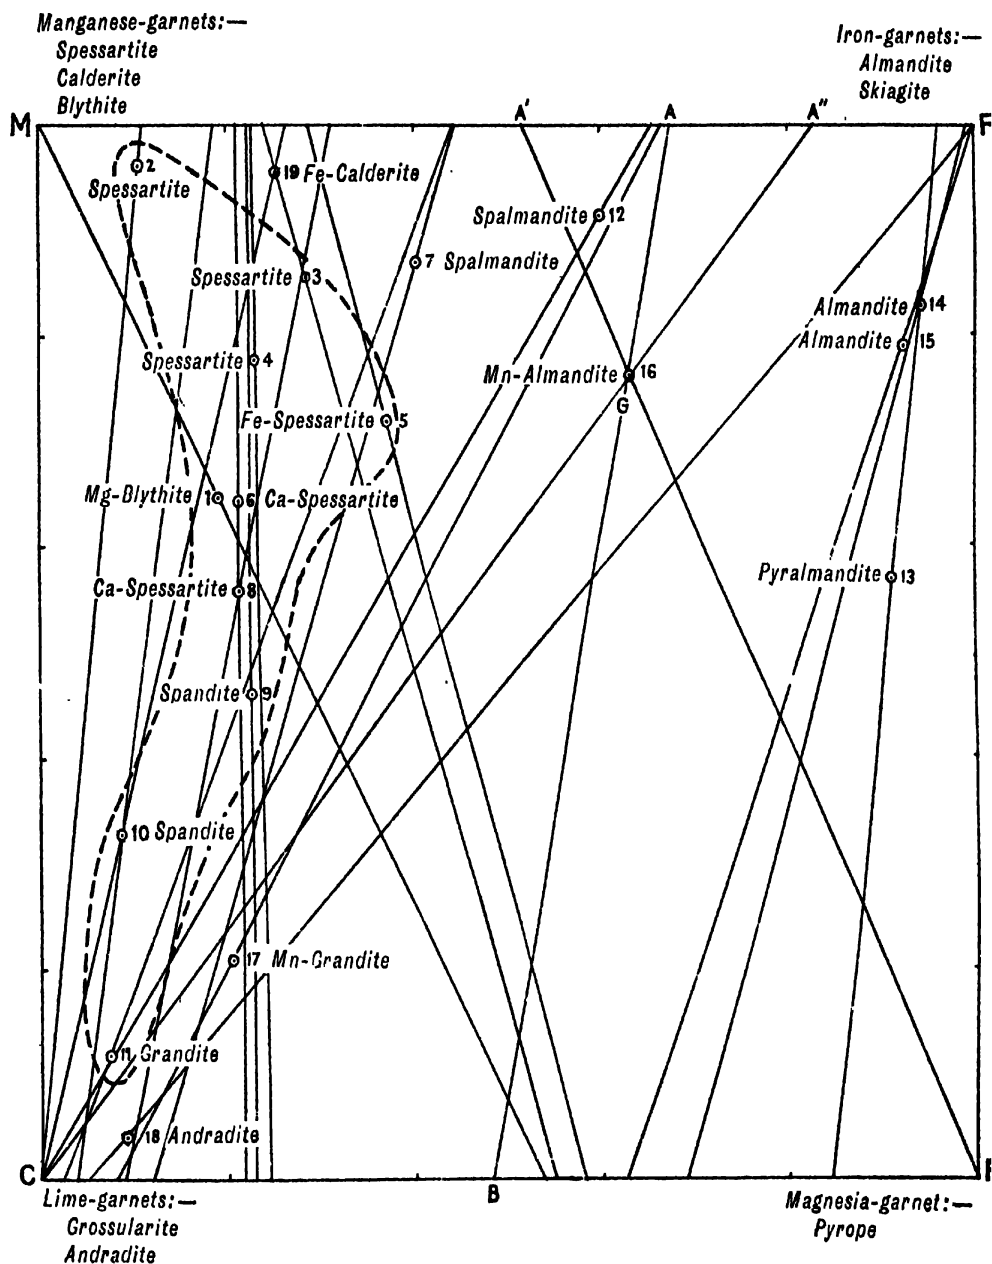 Manganese-garnets:—
Spessartite
Calderite
Blythite
Iron-garnets:—
Almandite
Skiagite
M
A'
A
A"
F
2
Spessartite
19 Fe-Calderite
Spalmandite 12
Spessartite 3
7 Spalmandite
Almandite 14
Almandite 15
Spessartite 4
Mn-Almandite 16
G
Fe-Spessartite 5
Mg-Blythite 1
6 Ca-Spessartite
Pyralmandite 13
Ca-Spessartite 8
Spandite 9
10 Spandite
17 Mn-Grandite
11 Grandite
18 Andradite
C
B
Lime-garnets:—
Grossularite
Andradite
Magnesia-garnet:—
Pyrope